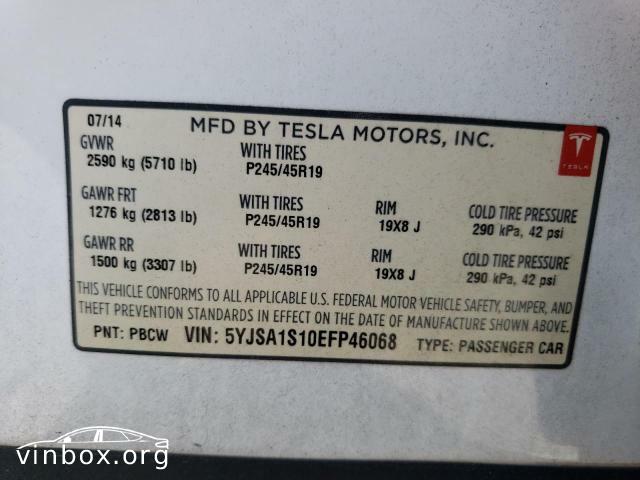 07/14
MFD BY TESLA MOTORS, INC.
TESLA
GVWR
2590 kg (5710 lb)
WITH TIRES
P245/45R19
GAWR FRT
1276 kg (2813 lb)
WITH TIRES
P245/45R19
RIM
19X8 J
COLD TIRE PRESSURE
290 kPa, 42 psi
GAWR RR
1500 kg (3307 lb)
WITH TIRES
P245/45R19
RIM
19X8 J
COLD TIRE PRESSURE
290 kPa, 42 psi
THIS VEHICLE CONFORMS TO ALL APPLICABLE U.S. FEDERAL MOTOR VEHICLE SAFETY, BUMPER, AND
THEFT PREVENTION STANDARDS IN EFFECT ON THE DATE OF MANUFACTURE SHOWN ABOVE.
PNT: PBCW VIN: 5YJSA1S10EFP46068 TYPE: PASSENGER CAR
vinbox.org